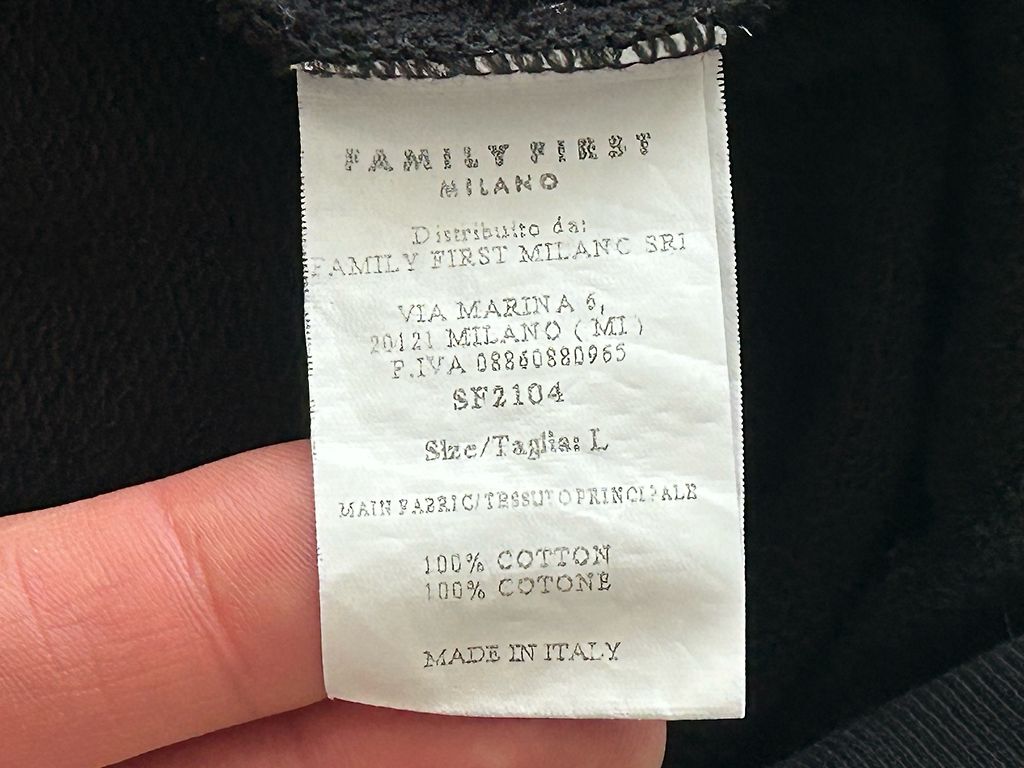 FAMILY FIRST
MILANO
Distribuito da:
FAMILY FIRST MILANO SRl
VIA MARINA 6,
20121 MILANO ( MI )
P.IVA 08860880965
SF2104
Size/Taglia: L
MAIN FABRIC/TESSUTO PRINCIPALE
100% COTTON
100% COTONE
MADE IN ITALY